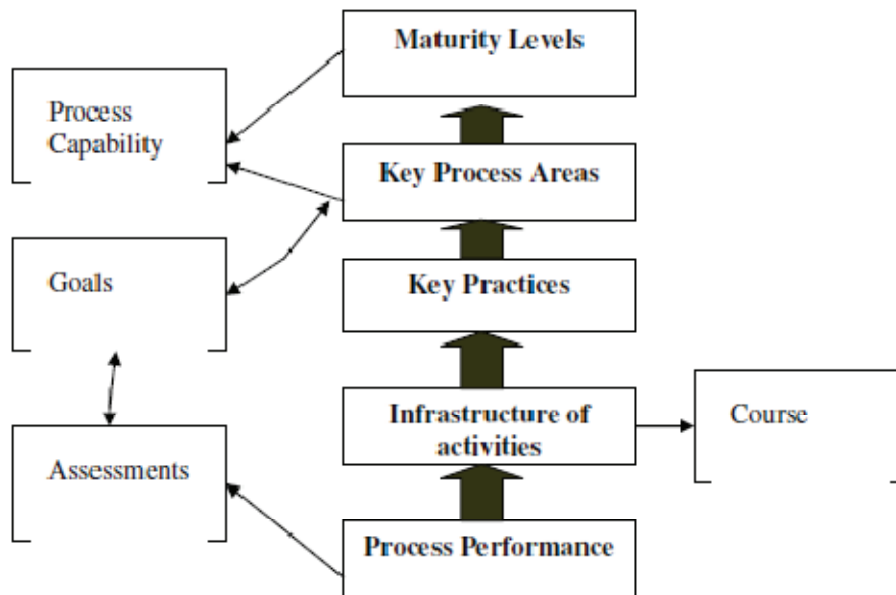 Maturity Levels
Process
Capability
Key Process Areas
Goals
Key Practices
Infrastructure of
activities
Course
Assessments
Process Performance